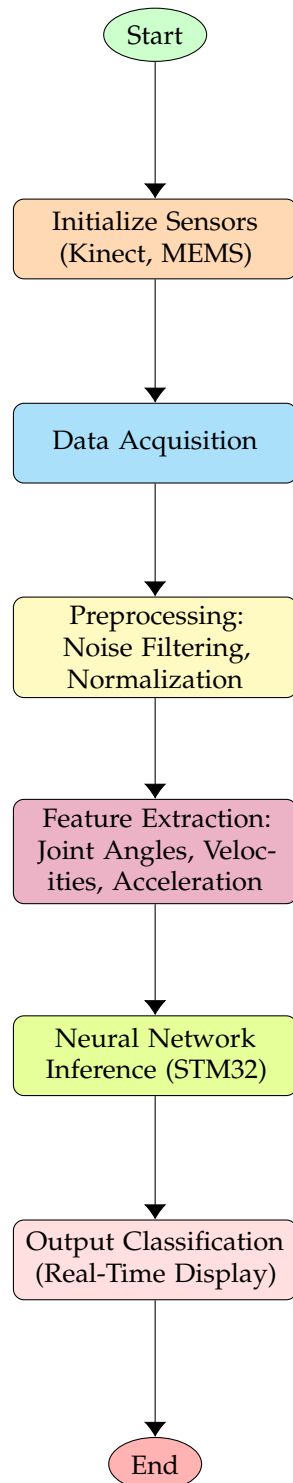 Start
Initialize Sensors
(Kinect, MEMS)
Data Acquisition
Preprocessing:
Noise Filtering,
Normalization
Feature Extraction:
Joint Angles, Veloc-
ities, Acceleration
Neural Network
Inference (STM32)
Output Classification
(Real-Time Display)
End